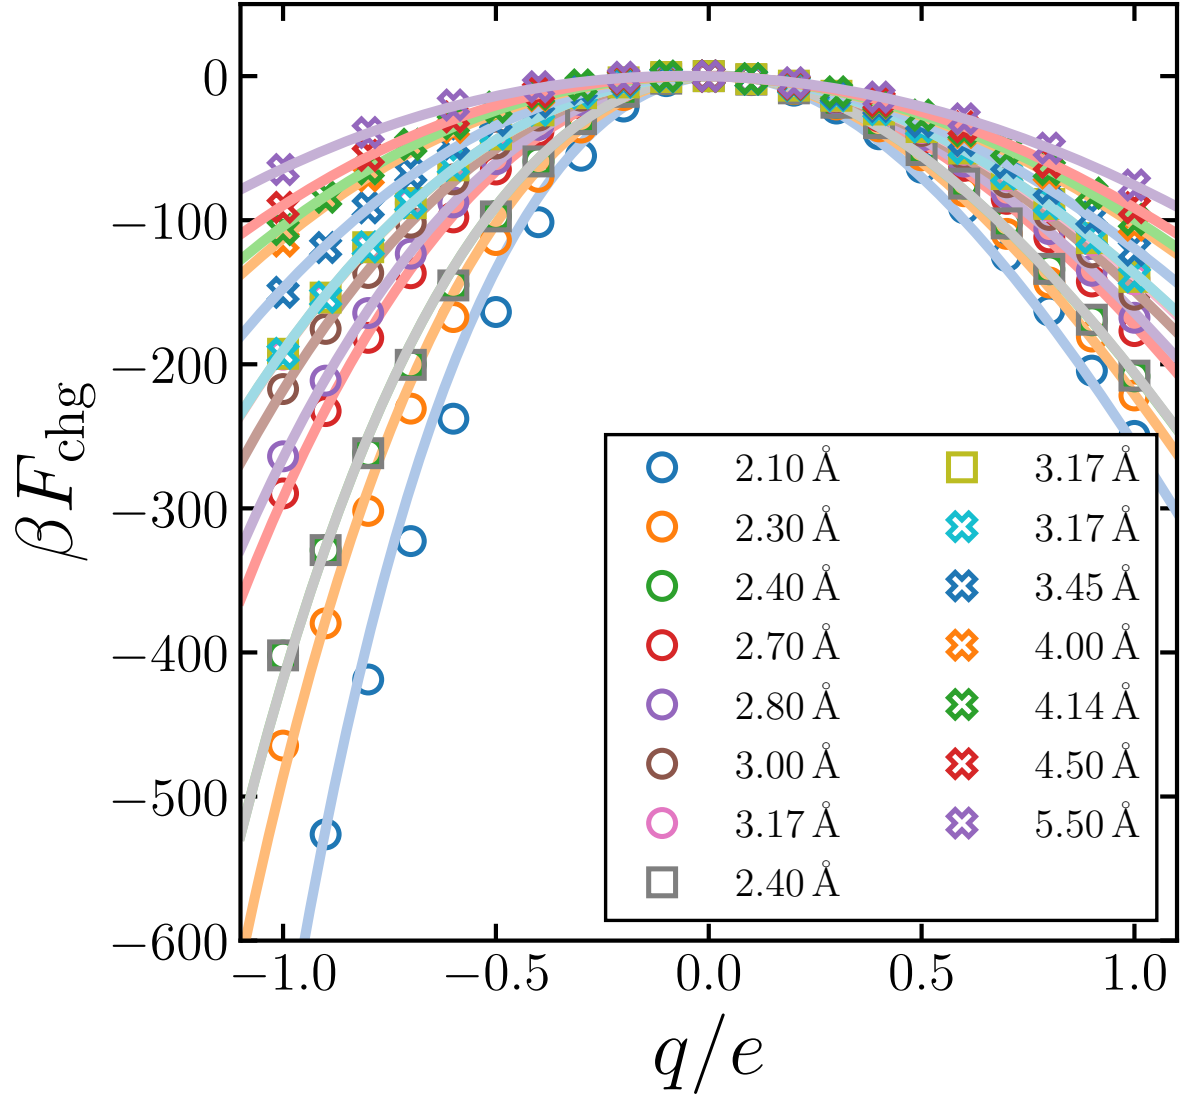 βF_chg
0
−100
−200
−300
−400
−500
−600
2.10 Å
2.30 Å
2.40 Å
2.70 Å
2.80 Å
3.00 Å
3.17 Å
2.40 Å
3.17 Å
3.17 Å
3.45 Å
4.00 Å
4.14 Å
4.50 Å
5.50 Å
−1.0 −0.5 0.0 0.5 1.0
q/e